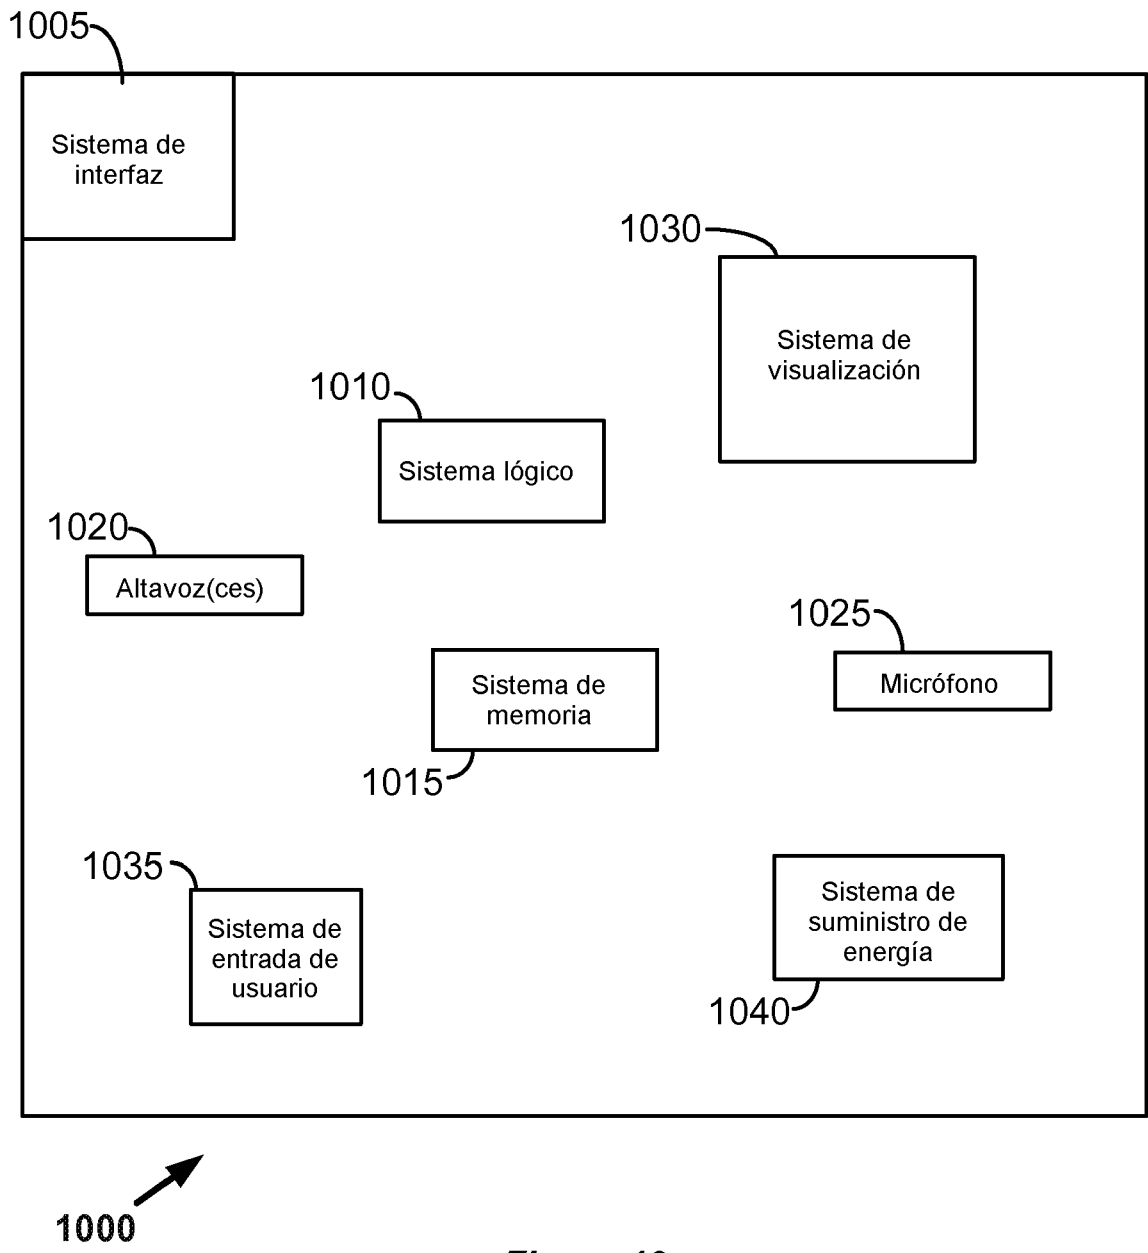 1005
Sistema de
interfaz
1030
Sistema de
visualización
1010
Sistema lógico
1020
Altavoz(ces)
1025
Micrófono
Sistema de
memoria
1015
1035
Sistema de
entrada de
usuario
Sistema de
suministro de
energía
1040
1000